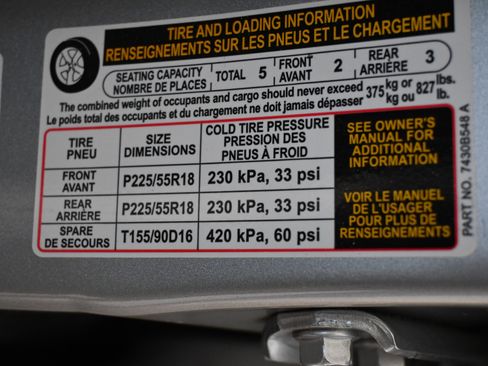 TIRE AND LOADING INFORMATION
RENSEIGNEMENTS SUR LES PNEUS ET LE CHARGEMENT
SEATING CAPACITY
NOMBRE DE PLACES
TOTAL 5
FRONT
AVANT
2
REAR
ARRIÈRE
3
The combined weight of occupants and cargo should never exceed 375 kg or 827 lbs.
Le poids total des occupants et du chargement ne doit jamais dépasser kg ou lb.
TIRE
PNEU
SIZE
DIMENSIONS
COLD TIRE PRESSURE
PRESSION DES
PNEUS À FROID
FRONT
AVANT
P225/55R18
230 kPa, 33 psi
REAR
ARRIÈRE
P225/55R18
230 kPa, 33 psi
SPARE
DE SECOURS
T155/90D16
420 kPa, 60 psi
SEE OWNER'S
MANUAL FOR
ADDITIONAL
INFORMATION
VOIR LE MANUEL
DE L'USAGER
POUR PLUS DE
RENSEIGNEMENTS
PART NO. 7430B548 A